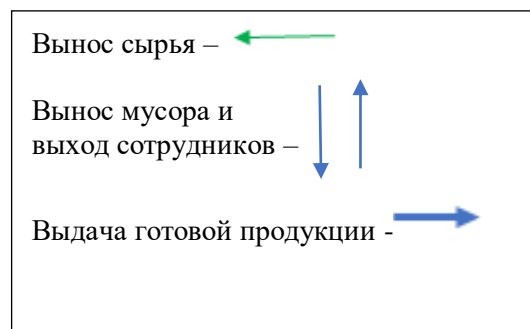 Вынос сырья –
Вынос мусора и
выход сотрудников –
Выдача готовой продукции -